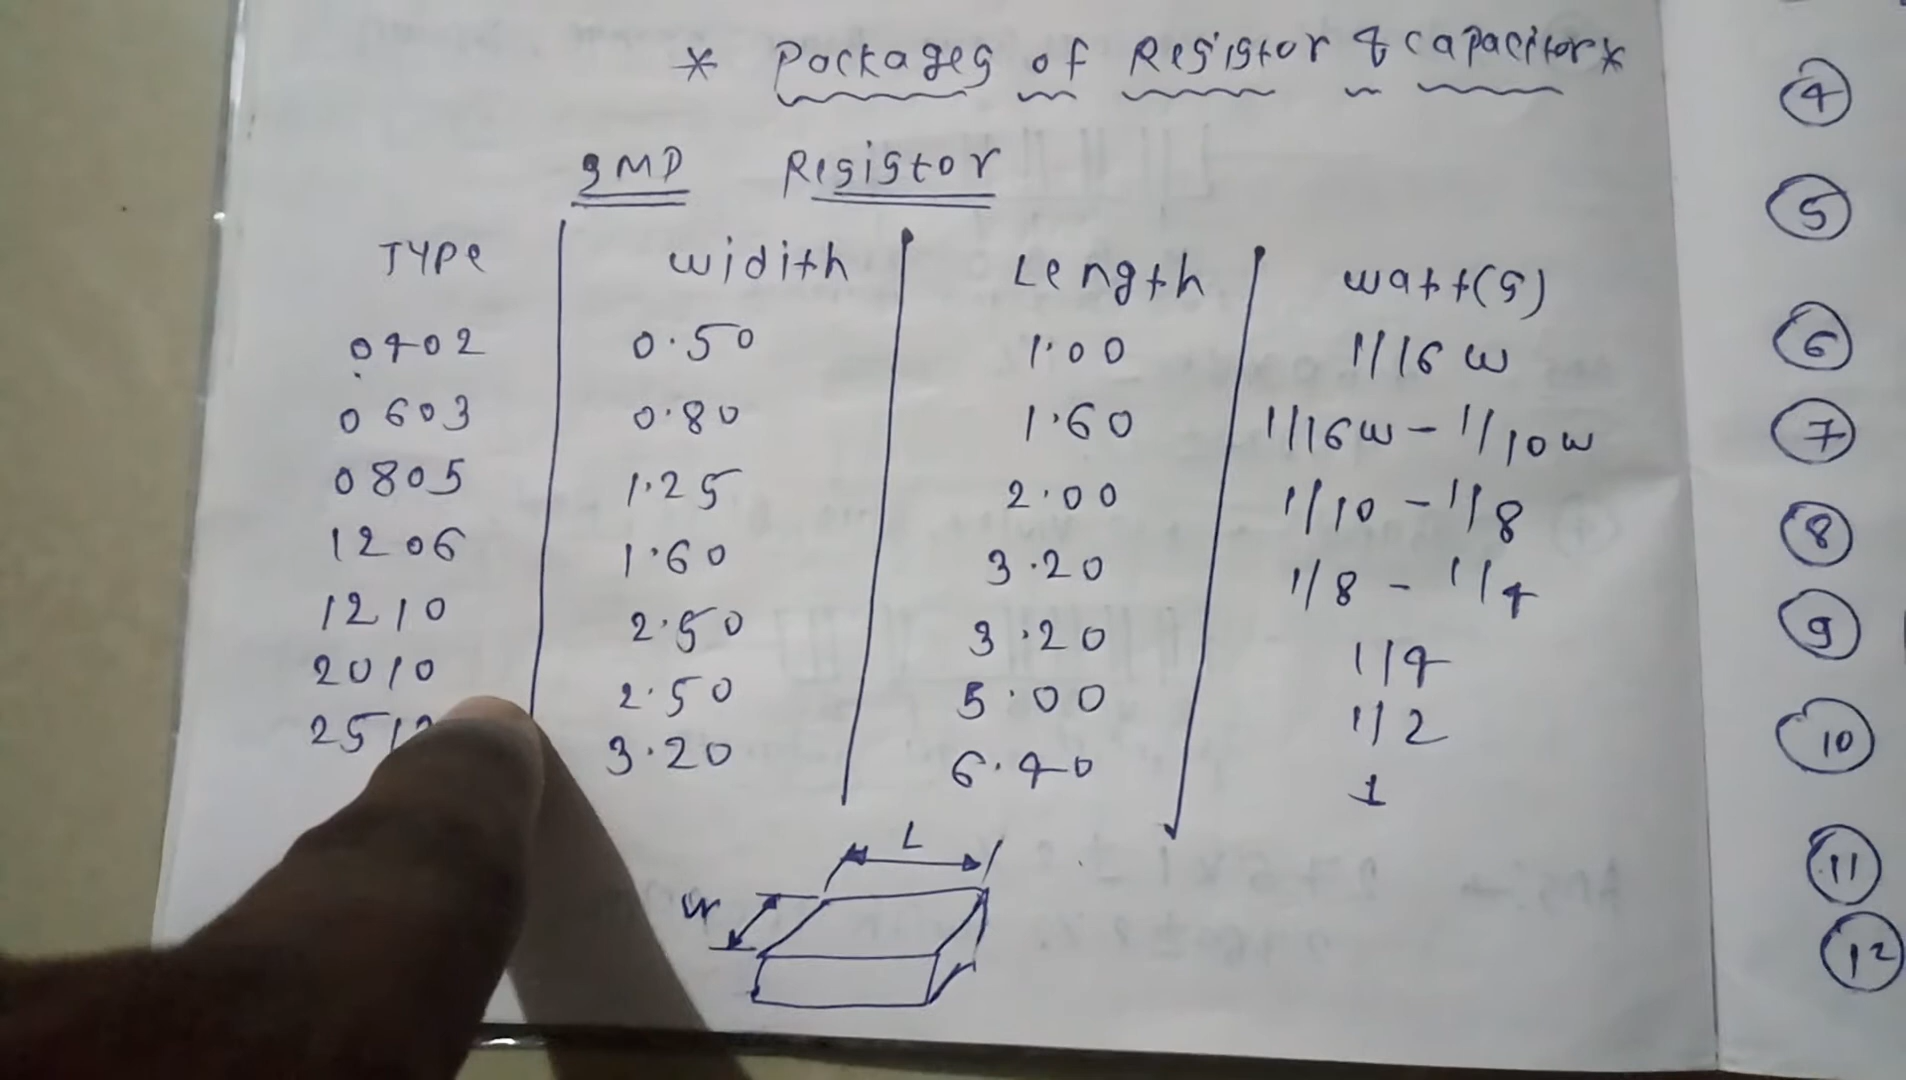 * Packages of Resistor & capacitor *
SMD Resistor
TYPe | widith | Length | watt(s)
0402 | 0.50 | 1.00 | 1/16 w
0603 | 0.80 | 1.60 | 1/16w - 1/10w
0805 | 1.25 | 2.00 | 1/10 - 1/8
1206 | 1.60 | 3.20 | 1/8 - 1/4
1210 | 2.50 | 3.20 | 1/4
2010 | 2.50 | 5.00 | 1/2
2512 | 3.20 | 6.40 | 1
L
W
4
5
6
7
8
9
10
11
12